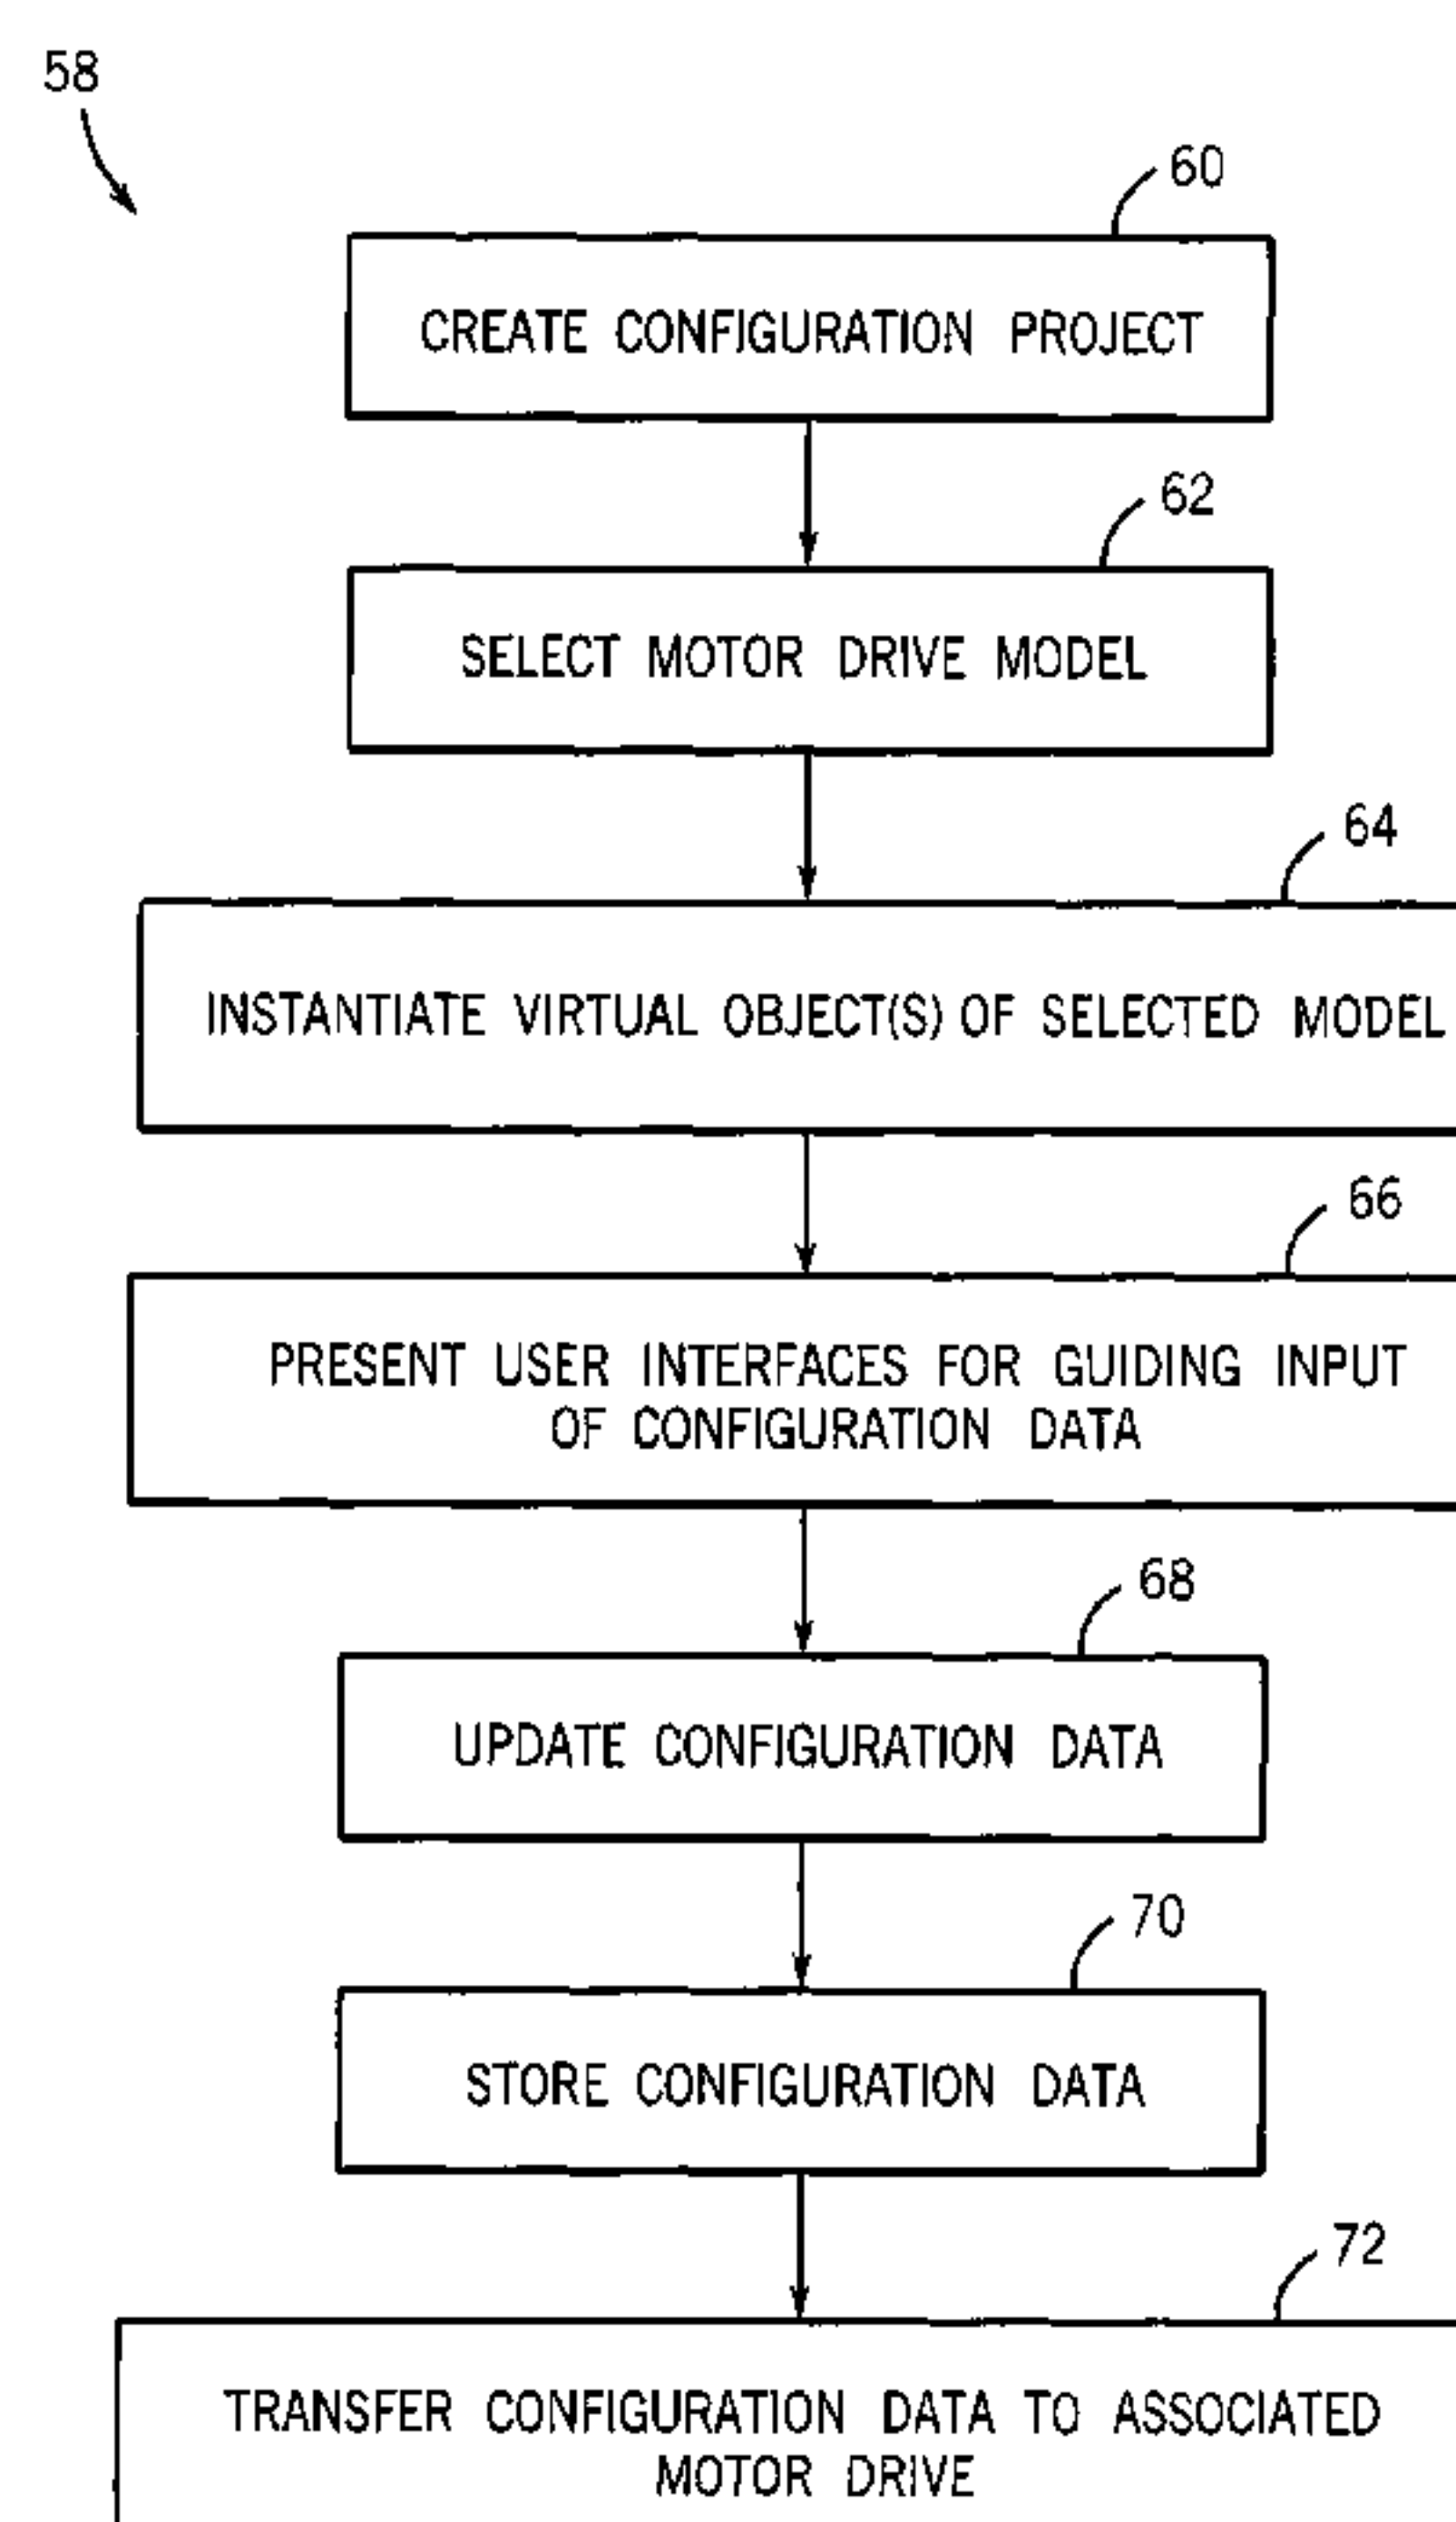 58
60
CREATE CONFIGURATION PROJECT
62
SELECT MOTOR DRIVE MODEL
64
INSTANTIATE VIRTUAL OBJECT(S) OF SELECTED MODEL
66
PRESENT USER INTERFACES FOR GUIDING INPUT
OF CONFIGURATION DATA
68
UPDATE CONFIGURATION DATA
70
STORE CONFIGURATION DATA
72
TRANSFER CONFIGURATION DATA TO ASSOCIATED
MOTOR DRIVE